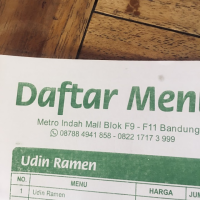 Daftar Men
Metro Indah Mall Blok F9 - F11 Bandung
08788 4941 858 - 0822 1717 3 999
Udin Ramen
NO. MENU HARGA JUM
1 Udin Ramen